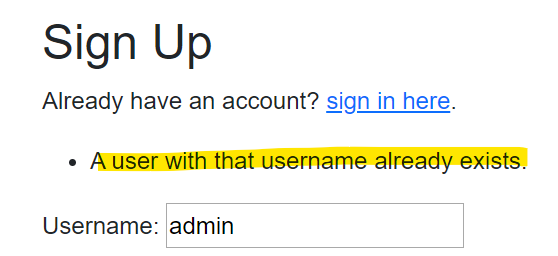 Sign Up
Already have an account? sign in here.
• A user with that username already exists.
Username: admin